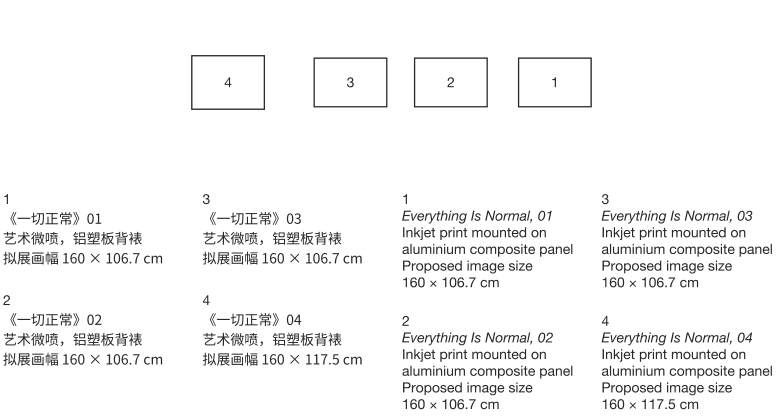 4
3
2
1
1
《一切正常》01
艺术微喷，铝塑板背裱
拟展画幅 160 × 106.7 cm
2
《一切正常》02
艺术微喷，铝塑板背裱
拟展画幅 160 × 106.7 cm
3
《一切正常》03
艺术微喷，铝塑板背裱
拟展画幅 160 × 106.7 cm
4
《一切正常》04
艺术微喷，铝塑板背裱
拟展画幅 160 × 117.5 cm
1
Everything Is Normal, 01
Inkjet print mounted on
aluminium composite panel
Proposed image size
160 × 106.7 cm
2
Everything Is Normal, 02
Inkjet print mounted on
aluminium composite panel
Proposed image size
160 × 106.7 cm
3
Everything Is Normal, 03
Inkjet print mounted on
aluminium composite panel
Proposed image size
160 × 106.7 cm
4
Everything Is Normal, 04
Inkjet print mounted on
aluminium composite panel
Proposed image size
160 × 117.5 cm